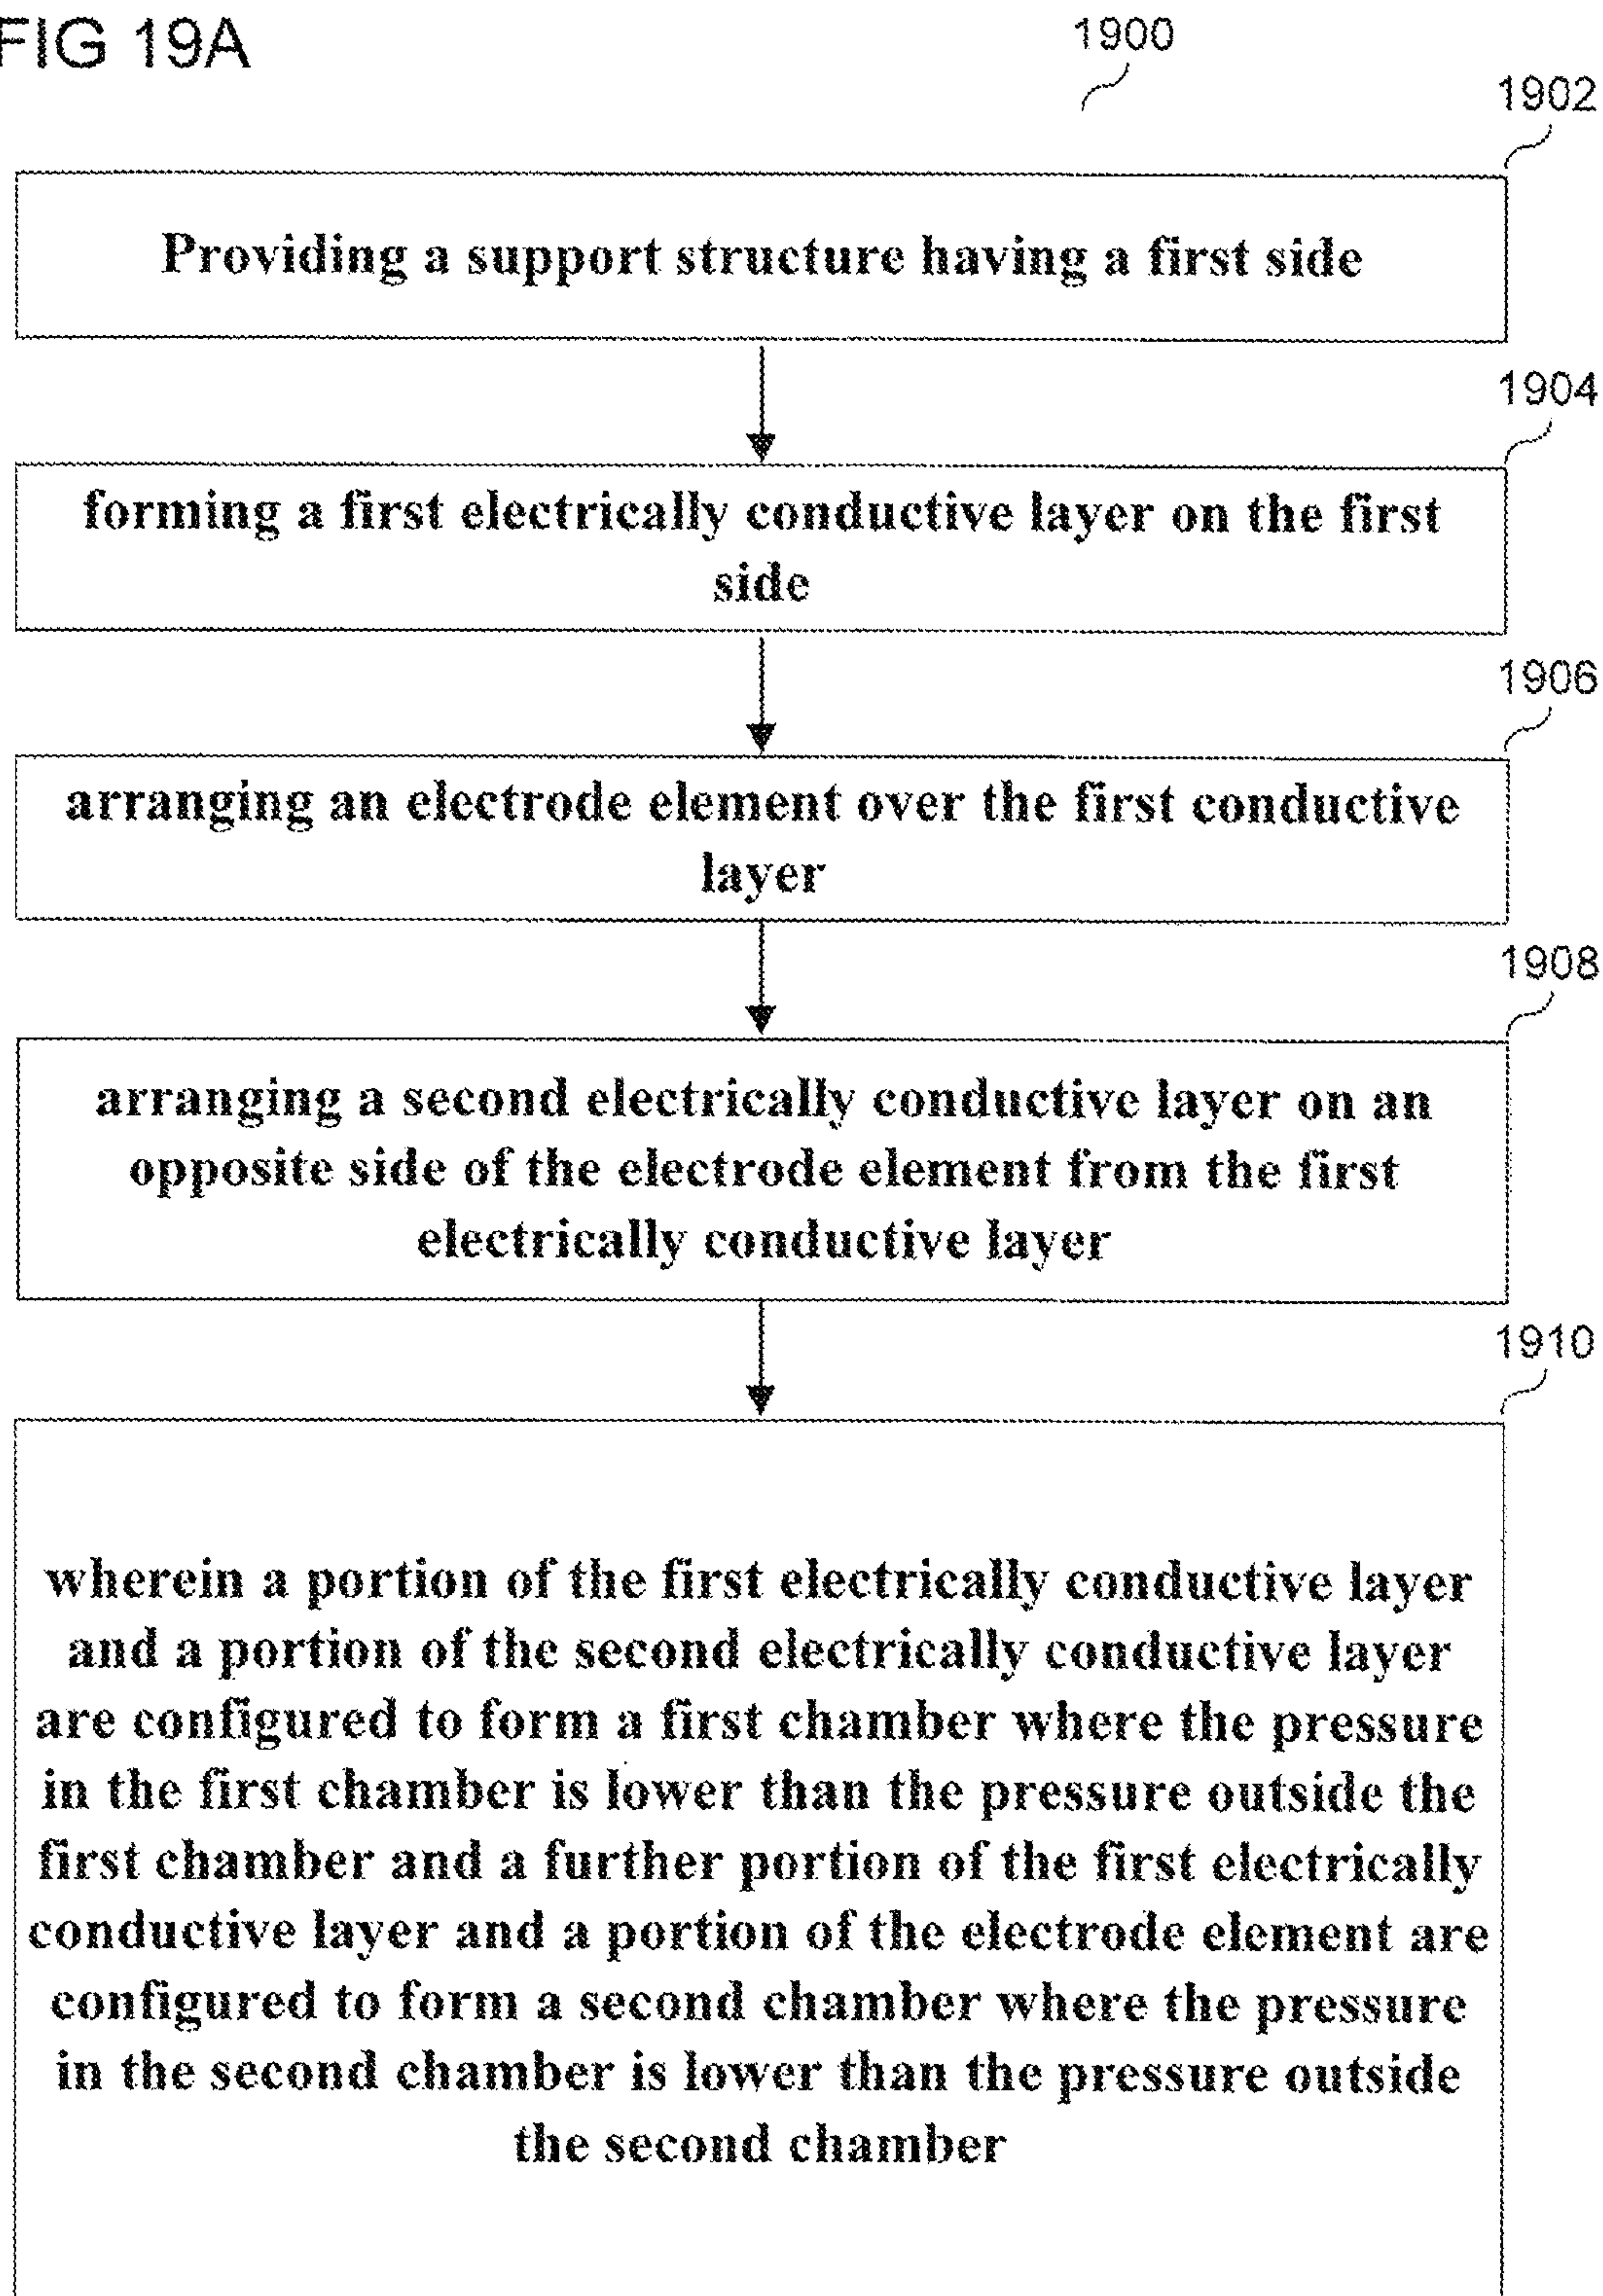 FIG 19A
1900
1902
Providing a support structure having a first side
1904
forming a first electrically conductive layer on the first
side
1906
arranging an electrode element over the first conductive
layer
1908
arranging a second electrically conductive layer on an
opposite side of the electrode element from the first
electrically conductive layer
1910
wherein a portion of the first electrically conductive layer
and a portion of the second electrically conductive layer
are configured to form a first chamber where the pressure
in the first chamber is lower than the pressure outside the
first chamber and a further portion of the first electrically
conductive layer and a portion of the electrode element are
configured to form a second chamber where the pressure
in the second chamber is lower than the pressure outside
the second chamber